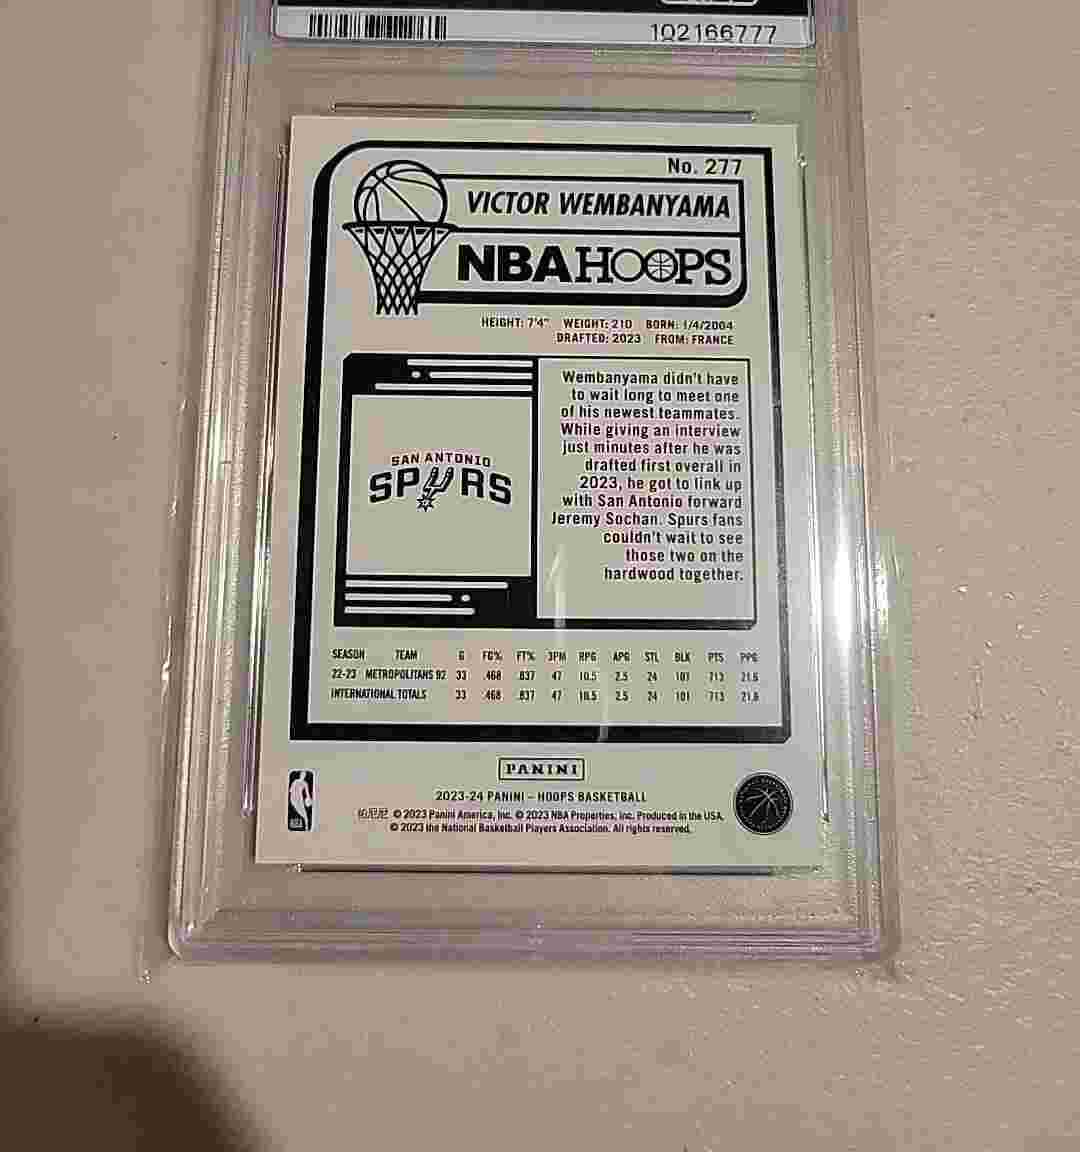 102166777
No. 277
VICTOR WEMBANYAMA
NBA HOOPS
HEIGHT: 7'4" WEIGHT: 210 BORN: 1/4/2004
DRAFTED: 2023 FROM: FRANCE
Wembanyama didn't have
to wait long to meet one
of his newest teammates.
While giving an interview
just minutes after he was
drafted first overall in
2023, he got to link up
with San Antonio forward
Jeremy Sochan. Spurs fans
couldn't wait to see
those two on the
hardwood together.
SAN ANTONIO
SPURS
SEASON TEAM G FG% FT% 3PM RPG APG STL BLK PTS PPG
22-23 METROPOLITANS 92 33 .468 .837 47 10.5 2.5 24 101 713 21.6
INTERNATIONAL TOTALS 33 .468 .837 47 10.5 2.5 24 101 713 21.6
PANINI
2023-24 PANINI – HOOPS BASKETBALL
© 2023 Panini America, Inc. © 2023 NBA Properties, Inc. Produced in the USA.
© 2023 the National Basketball Players Association. All rights reserved.
NBA